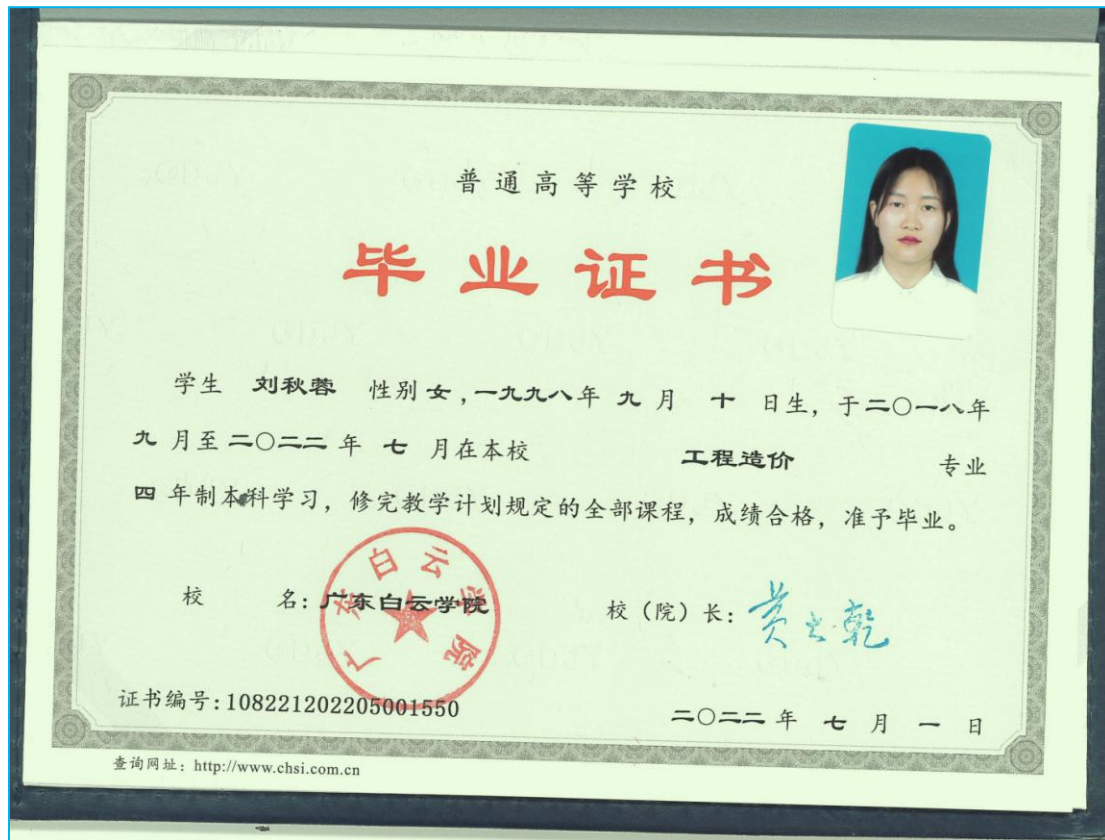 普通高等学校
毕业证书
学生 刘秋蓉 性别 女，一九九八年 九 月 十 日生，于二〇一八年
九 月至 二〇二二 年 七 月在本校 工程造价 专业
四 年制本科学习，修完教学计划规定的全部课程，成绩合格，准予毕业。
校 名：广东白云学院
广东白云学院
校（院）长：
证书编号：108221202205001550
二〇二二 年 七 月 一 日
查询网址：http://www.chsi.com.cn